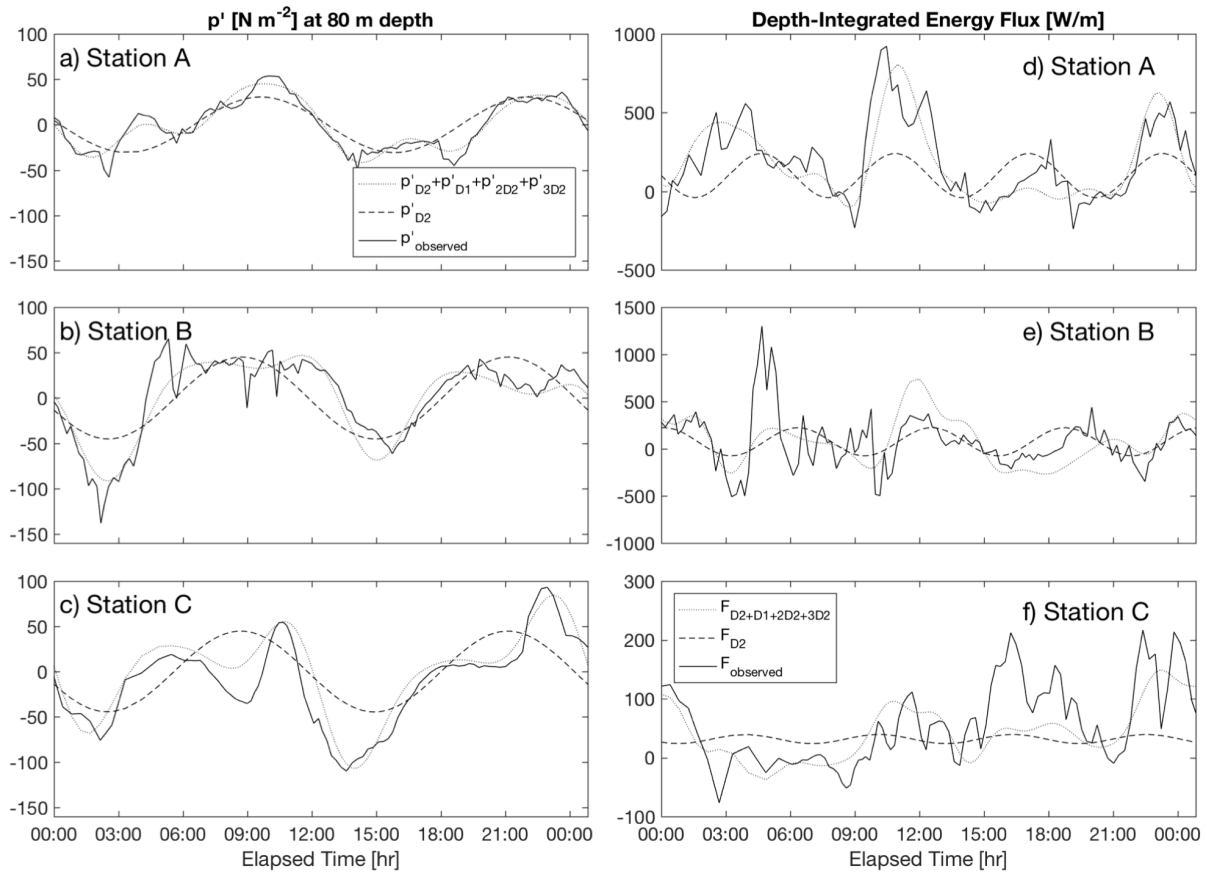 p' [N m⁻²] at 80 m depth
100
50
0
-50
-100
-150
a) Station A
p'D2+p'D1+p'2D2+p'3D2
p'D2
p'observed
100
50
0
-50
-100
-150
b) Station B
100
50
0
-50
-100
-150
c) Station C
00:00 03:00 06:00 09:00 12:00 15:00 18:00 21:00 00:00
Elapsed Time [hr]
Depth-Integrated Energy Flux [W/m]
1000
500
0
-500
d) Station A
1500
1000
500
0
-500
-1000
e) Station B
300
200
100
0
-100
FD2+D1+2D2+3D2
FD2
Fobserved
f) Station C
00:00 03:00 06:00 09:00 12:00 15:00 18:00 21:00 00:00
Elapsed Time [hr]